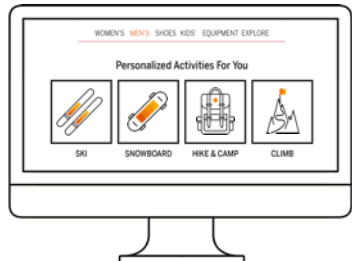 WOMEN'S MEN'S SHOES KIDS' EQUIPMENT EXPLORE
Personalized Activities For You
SKI SNOWBOARD HIKE & CAMP CLIMB